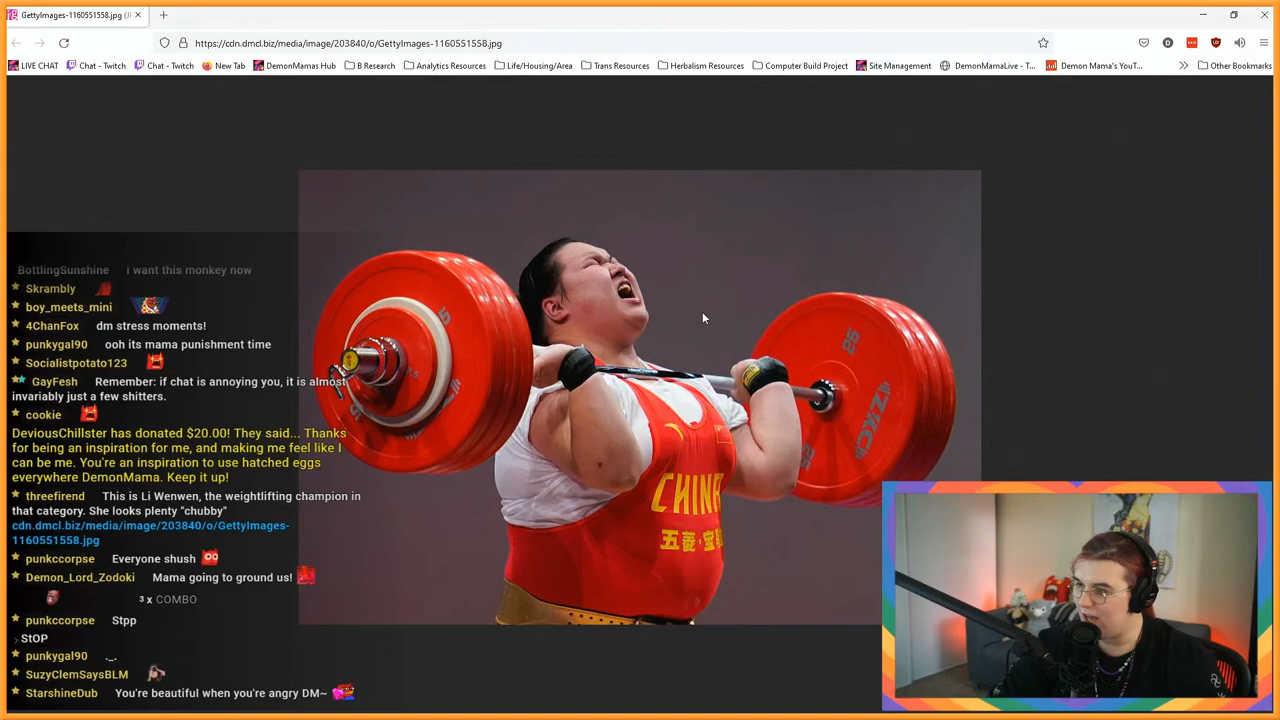 GettyImages-1160551558.jpg (JP
https://cdn.dmcl.biz/media/image/203840/o/GettyImages-1160551558.jpg
LIVE CHAT
Chat - Twitch
Chat - Twitch
New Tab
DemonMamas Hub
B Research
Analytics Resources
Life/Housing/Area
Trans Resources
Herbalism Resources
Computer Build Project
Site Management
DemonMamaLive - T...
Demon Mama's YouT...
Other Bookmarks
BottlingSunshine i want this monkey now
Skrambly
boy_meets_mini
4ChanFox dm stress moments!
punkygal90 ooh its mama punishment time
Socialistpotato123
GayFesh Remember: if chat is annoying you, it is almost
invariably just a few shitters.
cookie
DeviousChillster has donated $20.00! They said... Thanks
for being an inspiration for me, and making me feel like I
can be me. You're an inspiration to use hatched eggs
everywhere DemonMama. Keep it up!
threefirend This is Li Wenwen, the weightlifting champion in
that category. She looks plenty "chubby"
cdn.dmcl.biz/media/image/203840/o/GettyImages-
1160551558.jpg
punkccorpse Everyone shush
Demon_Lord_Zodoki Mama going to ground us!
3 x COMBO
punkccorpse Stpp
StOP
punkygal90 ._.
SuzyClemSaysBLM
StarshineDub You're beautiful when you're angry DM~
25
ZKC
25
15
CHINA
五菱·宝